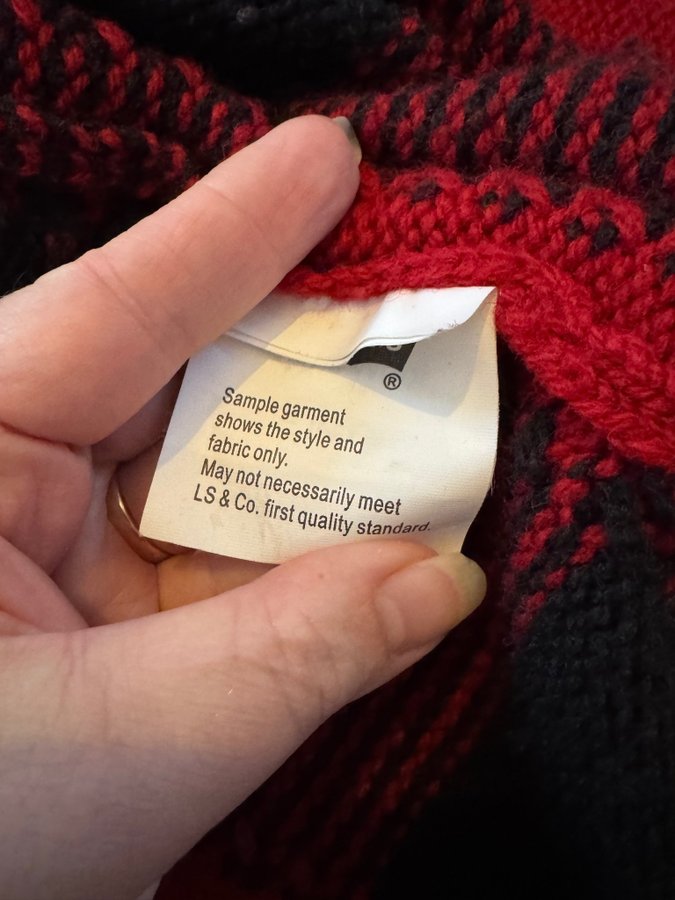 ®
Sample garment
shows the style and
fabric only.
May not necessarily meet
LS & Co. first quality standard.